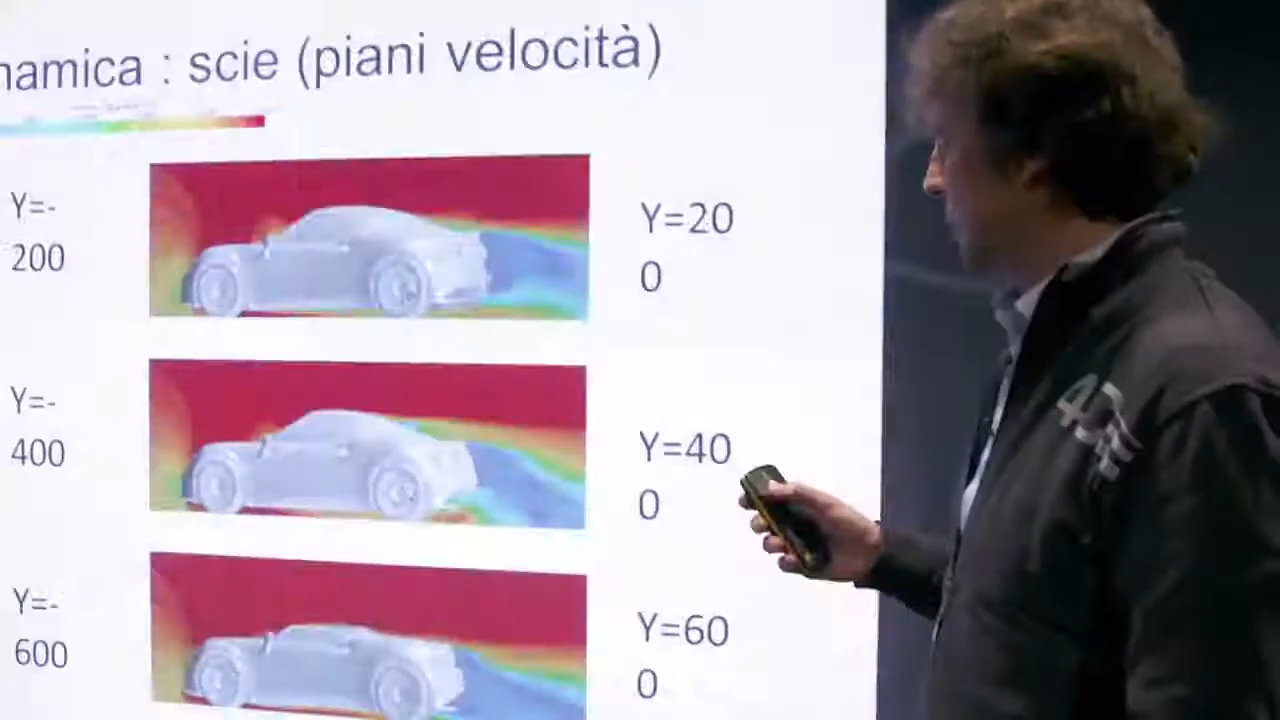 namica : scie (piani velocità)
Y=-
200
Y=20
0
Y=-
400
Y=40
0
Y=-
600
Y=60
0